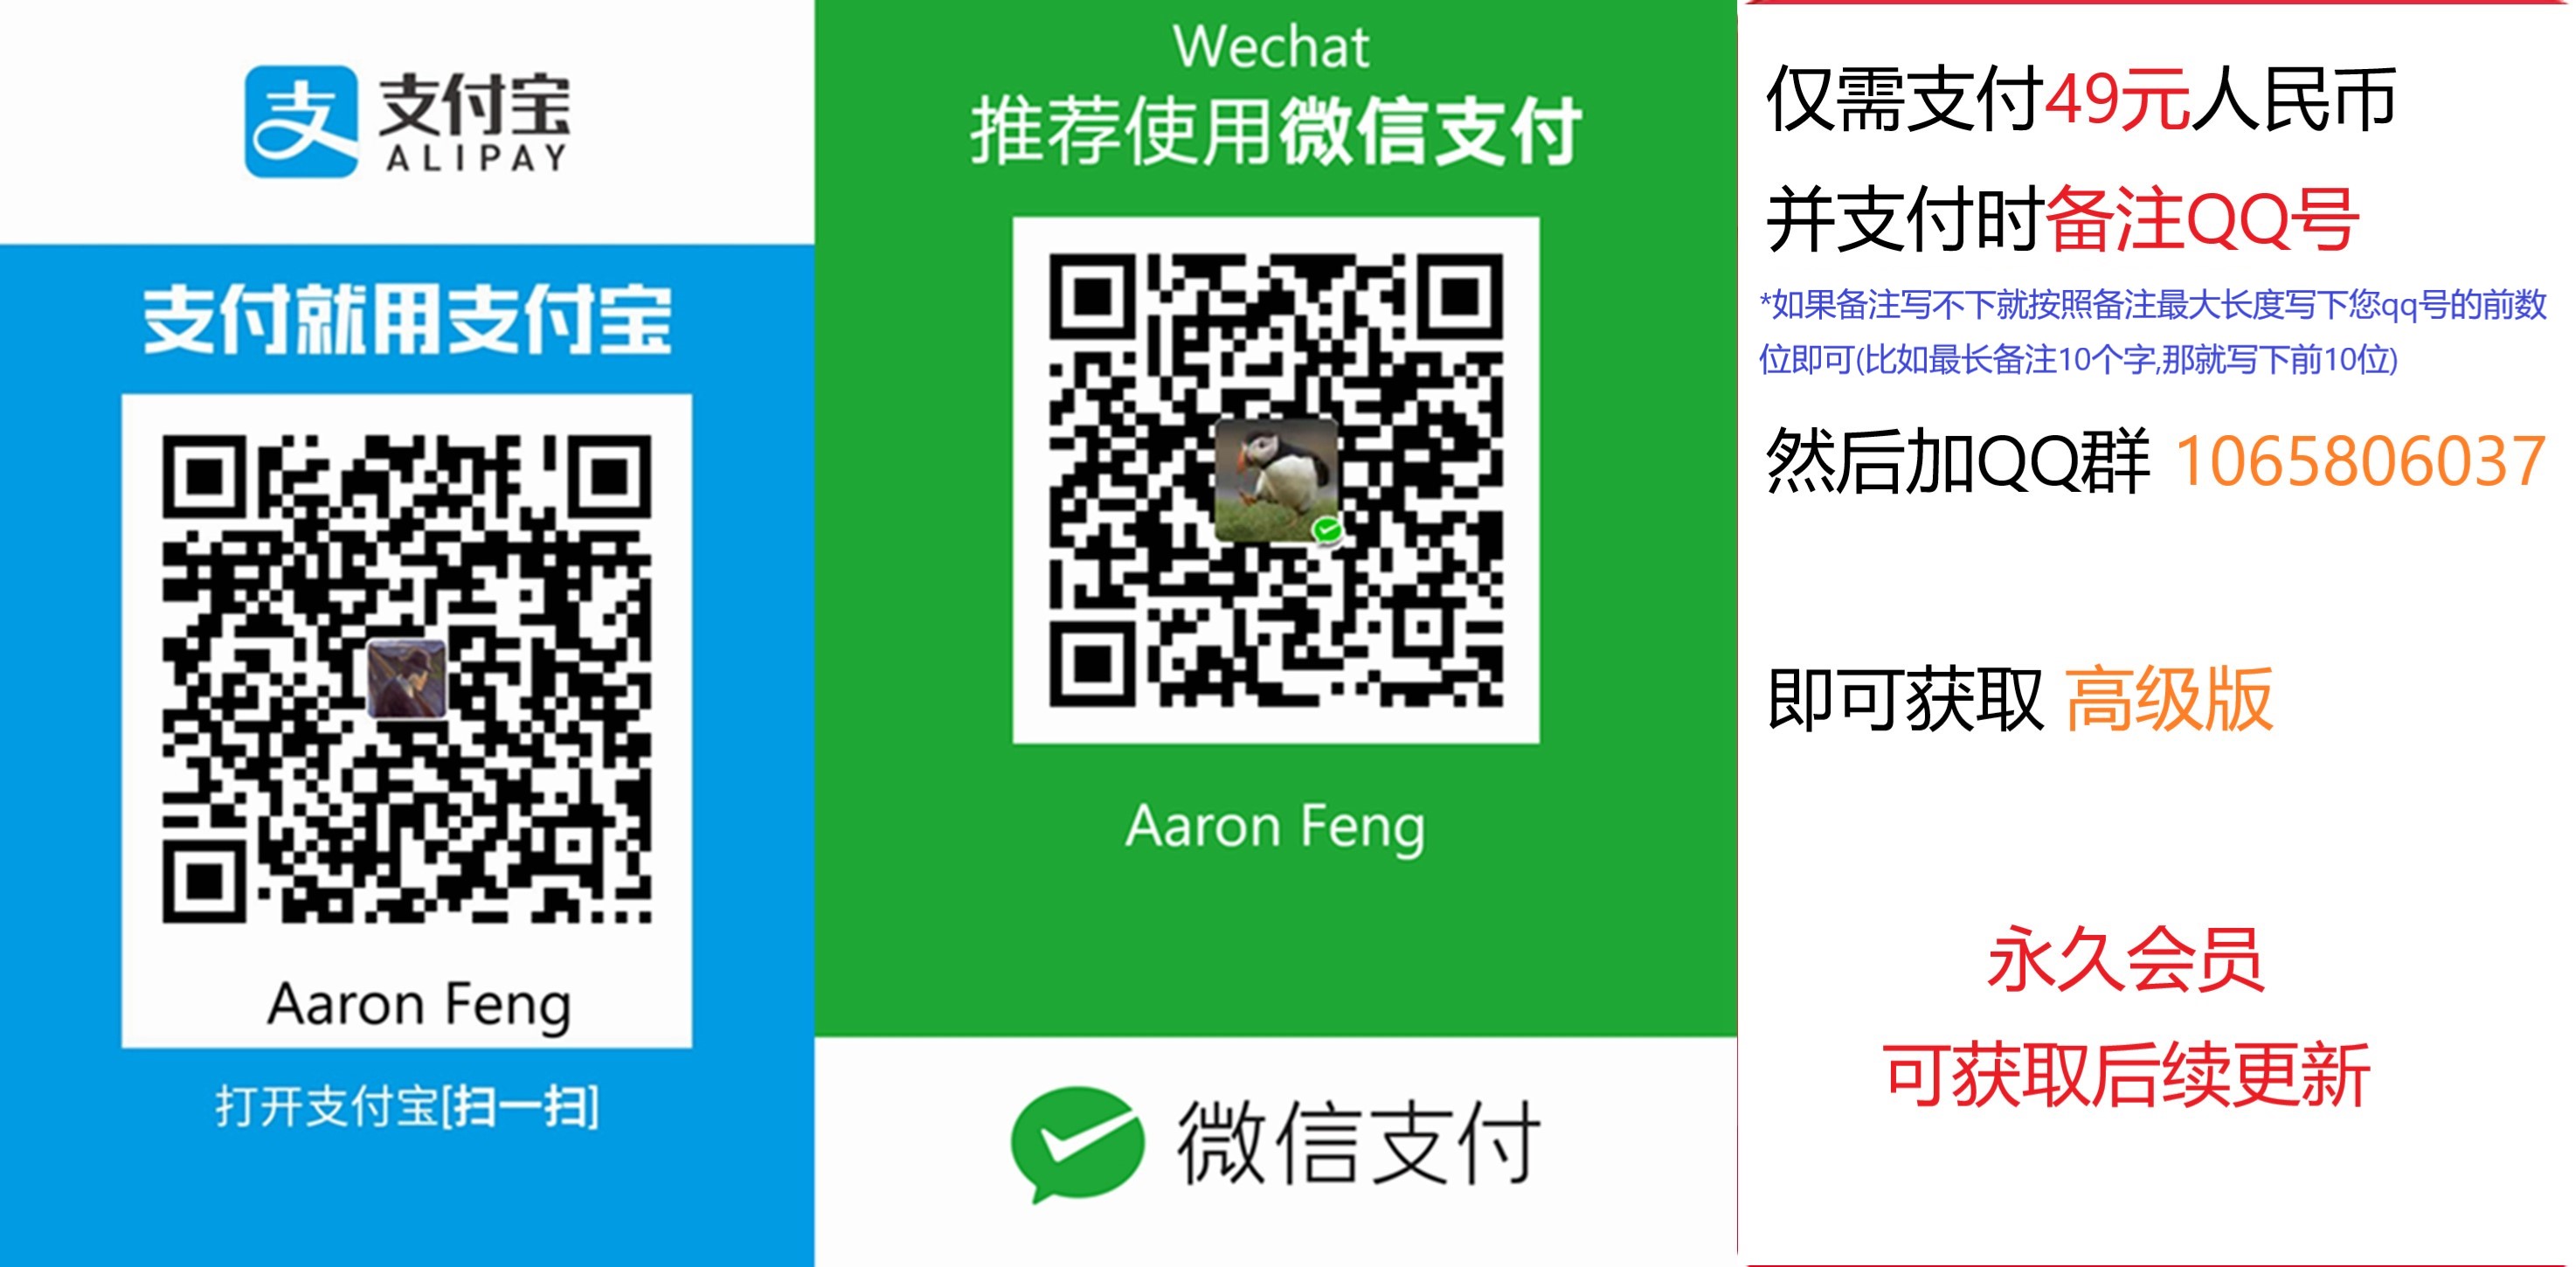 支付宝
ALIPAY
支付就用支付宝
Aaron Feng
打开支付宝[扫一扫]
Wechat
推荐使用微信支付
Aaron Feng
微信支付
仅需支付49元人民币
并支付时备注QQ号
*如果备注写不下就按照备注最大长度写下您qq号的前数
位即可(比如最长备注10个字,那就写下前10位)
然后加QQ群 1065806037
即可获取 高级版
永久会员
可获取后续更新